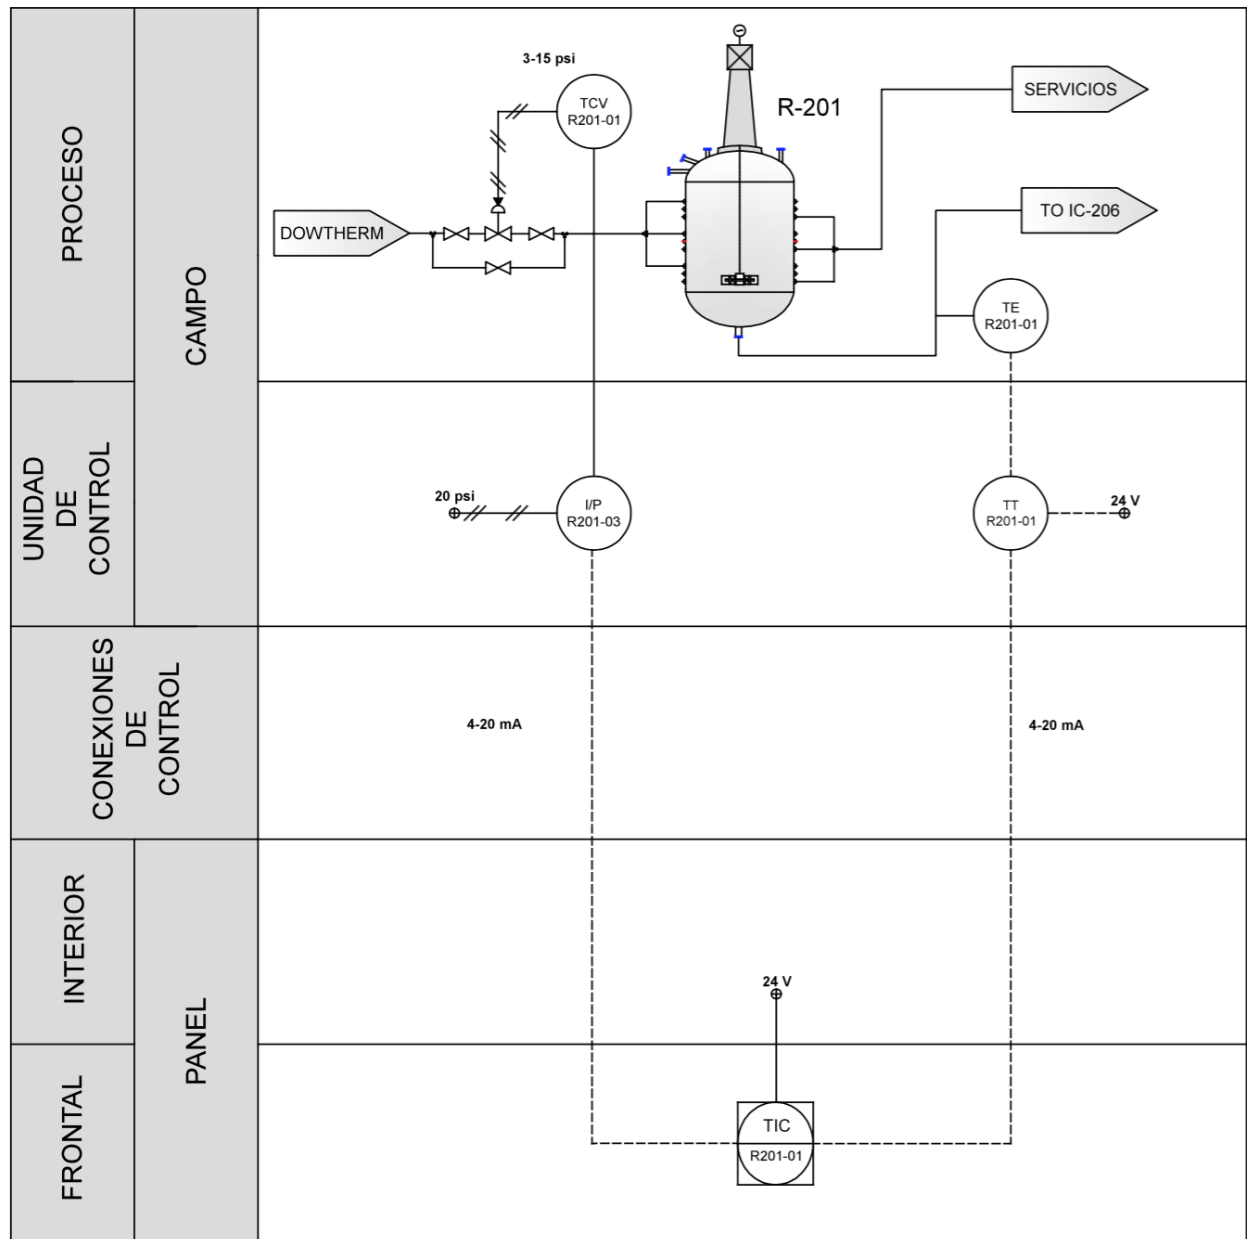 PROCESO
CAMPO
3-15 psi
TCV
R201-01
R-201
SERVICIOS
DOWTHERM
TO IC-206
TE
R201-01
UNIDAD
DE
CONTROL
20 psi
I/P
R201-03
TT
R201-01
24 V
CONEXIONES
DE
CONTROL
4-20 mA
4-20 mA
INTERIOR
PANEL
24 V
FRONTAL
TIC
R201-01